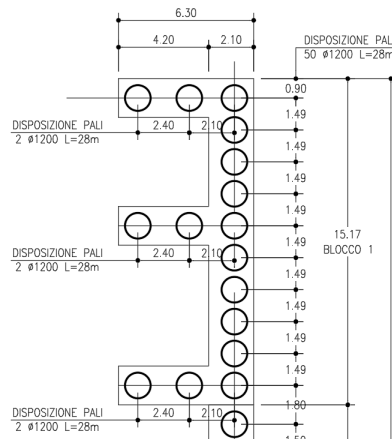 6.30
4.20 2.10
DISPOSIZIONE PALI
50 ø1200 L=28m
0.90
DISPOSIZIONE PALI 2.40 2.10
2 ø1200 L=28m
1.49
1.49
1.49
1.49
DISPOSIZIONE PALI 2.40 2.10
2 ø1200 L=28m
1.49
15.17
BLOCCO 1
1.49
1.49
1.49
1.49
DISPOSIZIONE PALI 2.40 2.10
2 ø1200 L=28m
1.80
1.50